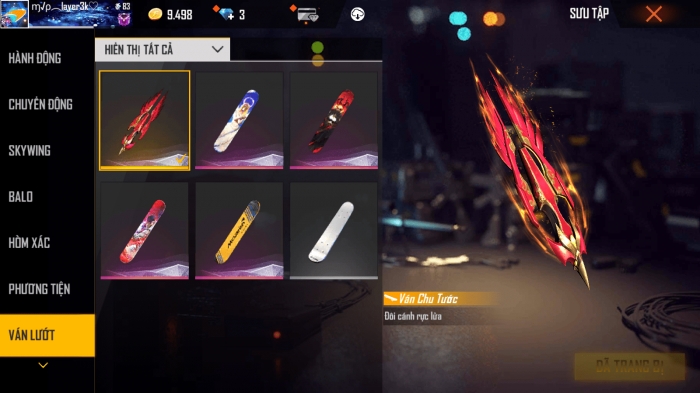 83
9.498
3
SƯU TẬP
HÀNH ĐỘNG
HIỂN THỊ TẤT CẢ
CHUYỂN ĐỘNG
SKYWING
BALO
HÒM XÁC
PHƯƠNG TIỆN
VÁN LƯỚT
Ván Chu Tước
Đôi cánh rực lửa
ĐÃ TRANG BỊ